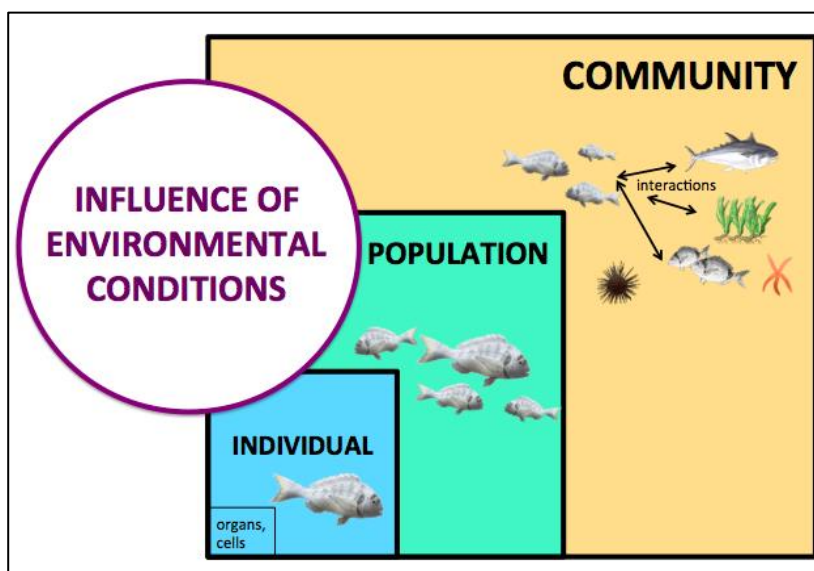 COMMUNITY
interactions
INFLUENCE OF
ENVIRONMENTAL
CONDITIONS
POPULATION
INDIVIDUAL
organs,
cells